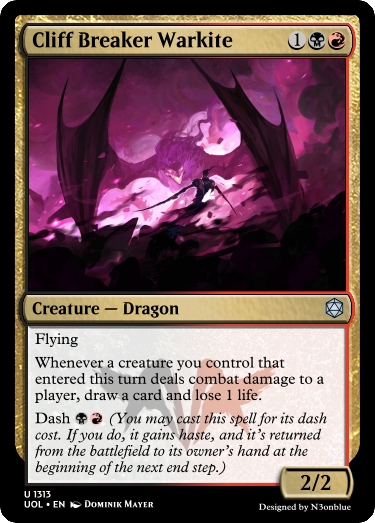 Cliff Breaker Warkite 1
Creature — Dragon
Flying
Whenever a creature you control that
entered this turn deals combat damage to a
player, draw a card and lose 1 life.
Dash (You may cast this spell for its dash
cost. If you do, it gains haste, and it's returned
from the battlefield to its owner's hand at the
beginning of the next end step.)
2/2
U 1313
UOL • EN Dominik Mayer
Designed by N3onblue